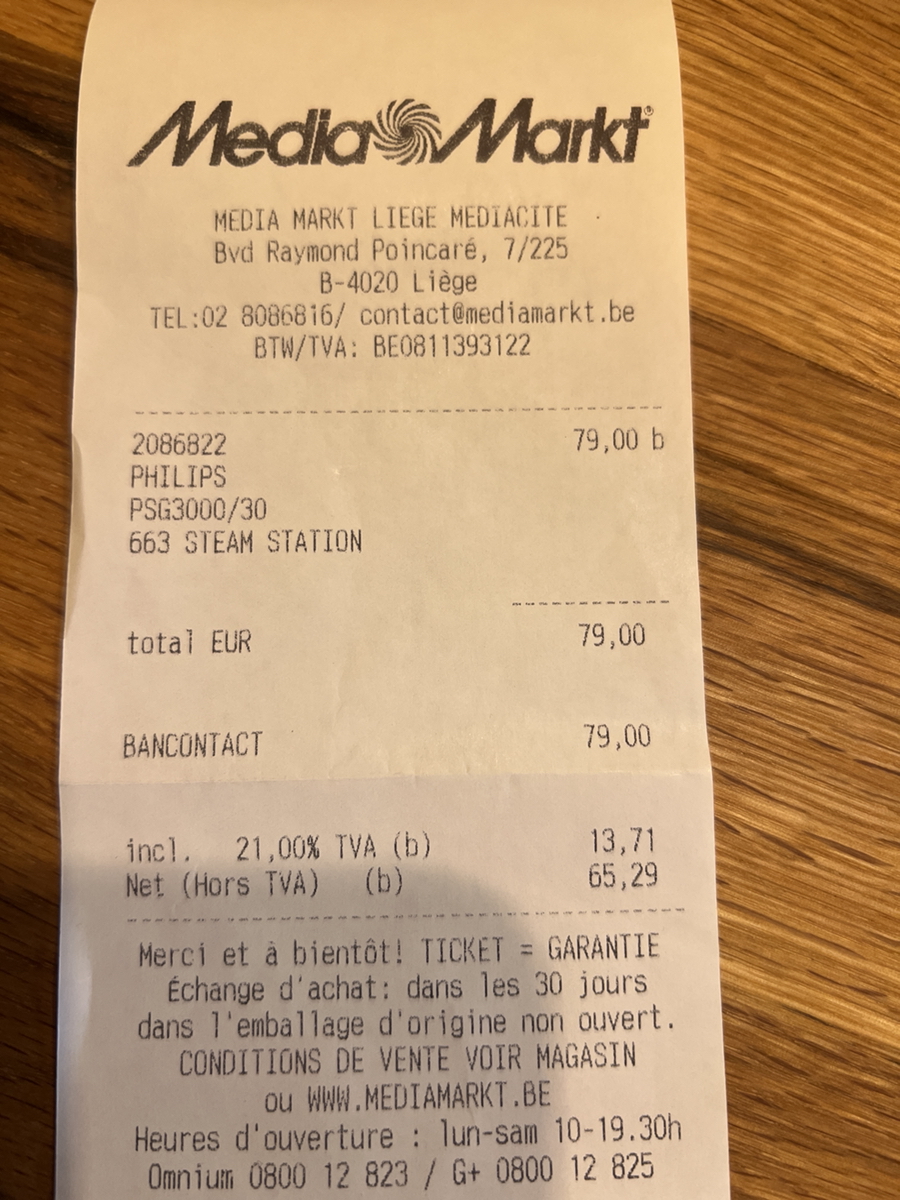 MediaMarkt®
MEDIA MARKT LIEGE MEDIACITE
Bvd Raymond Poincaré, 7/225
B-4020 Liège
TEL:02 8086816/ contact@mediamarkt.be
BTW/TVA: BE0811393122
2086822 79,00 b
PHILIPS
PSG3000/30
663 STEAM STATION
total EUR 79,00
BANCONTACT 79,00
incl. 21,00% TVA (b) 13,71
Net (Hors TVA) (b) 65,29
Merci et à bientôt! TICKET = GARANTIE
Échange d'achat: dans les 30 jours
dans l'emballage d'origine non ouvert.
CONDITIONS DE VENTE VOIR MAGASIN
ou WWW.MEDIAMARKT.BE
Heures d'ouverture : lun-sam 10-19.30h
Omnium 0800 12 823 / G+ 0800 12 825